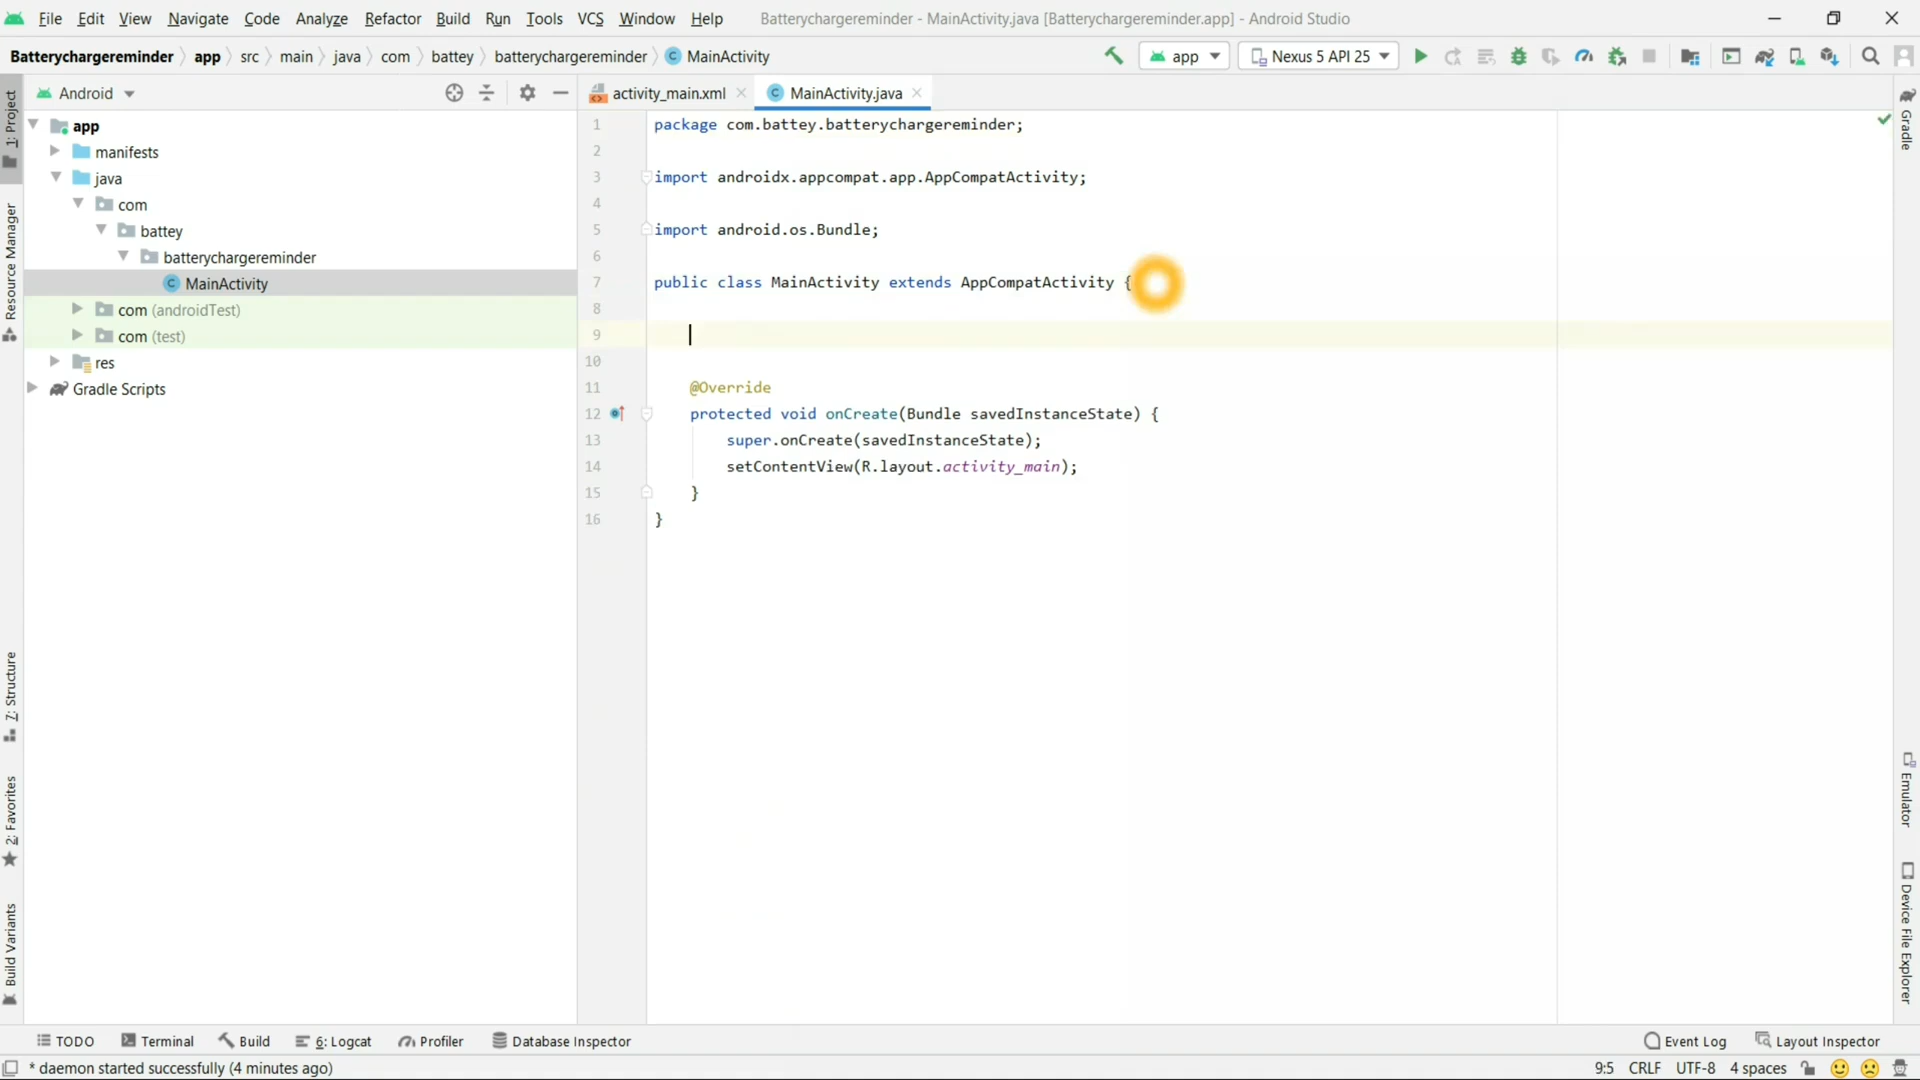 File Edit View Navigate Code Analyze Refactor Build Run Tools VCS Window Help Batterychargereminder - MainActivity.java [Batterychargereminder.app] - Android Studio
Batterychargereminder app src main java com battey batterychargereminder MainActivity app Nexus 5 API 25
Android activity_main.xml MainActivity.java
1: Project
Resource Manager
7: Structure
2: Favorites
Build Variants
app
manifests
java
com
battey
batterychargereminder
MainActivity
com (androidTest)
com (test)
res
Gradle Scripts
1 package com.battey.batterychargereminder;
2
3 import androidx.appcompat.app.AppCompatActivity;
4
5 import android.os.Bundle;
6
7 public class MainActivity extends AppCompatActivity {
8
9
10
11 @Override
12 protected void onCreate(Bundle savedInstanceState) {
13 super.onCreate(savedInstanceState);
14 setContentView(R.layout.activity_main);
15 }
16 }
Gradle
Emulator
Device File Explorer
TODO Terminal Build 6: Logcat Profiler Database Inspector Event Log Layout Inspector
* daemon started successfully (4 minutes ago) 9:5 CRLF UTF-8 4 spaces